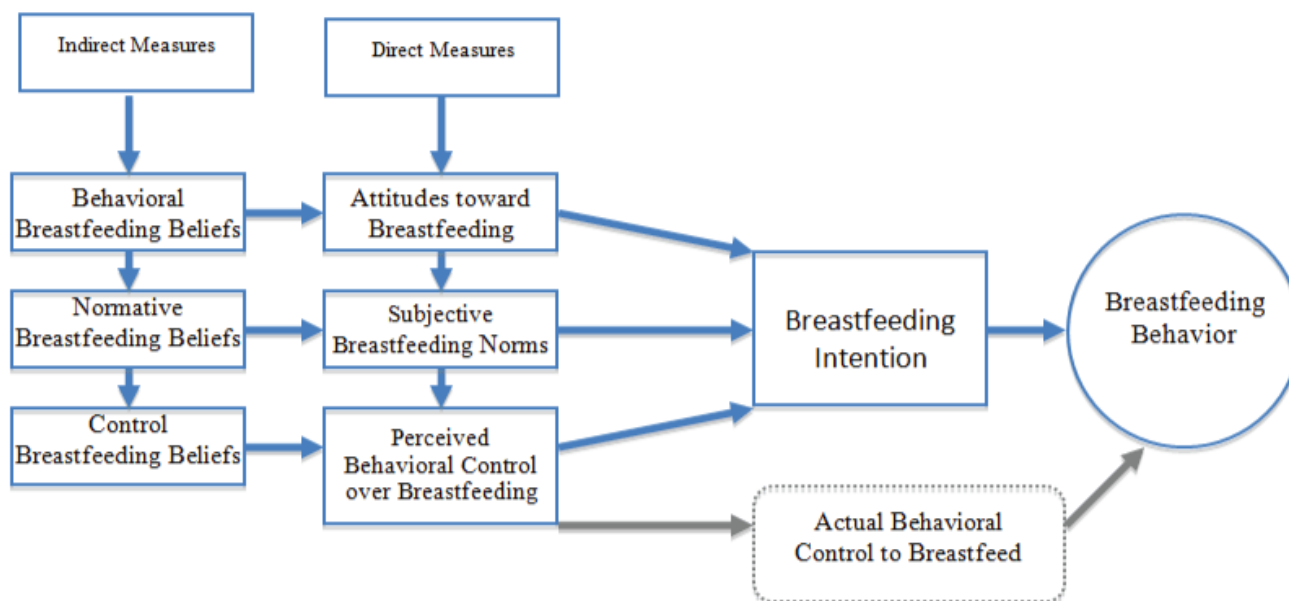 Indirect Measures
Direct Measures
Behavioral
Breastfeeding Beliefs
Attitudes toward
Breastfeeding
Normative
Breastfeeding Beliefs
Subjective
Breastfeeding Norms
Control
Breastfeeding Beliefs
Perceived
Behavioral Control
over Breastfeeding
Breastfeeding
Intention
Breastfeeding
Behavior
Actual Behavioral
Control to Breastfeed